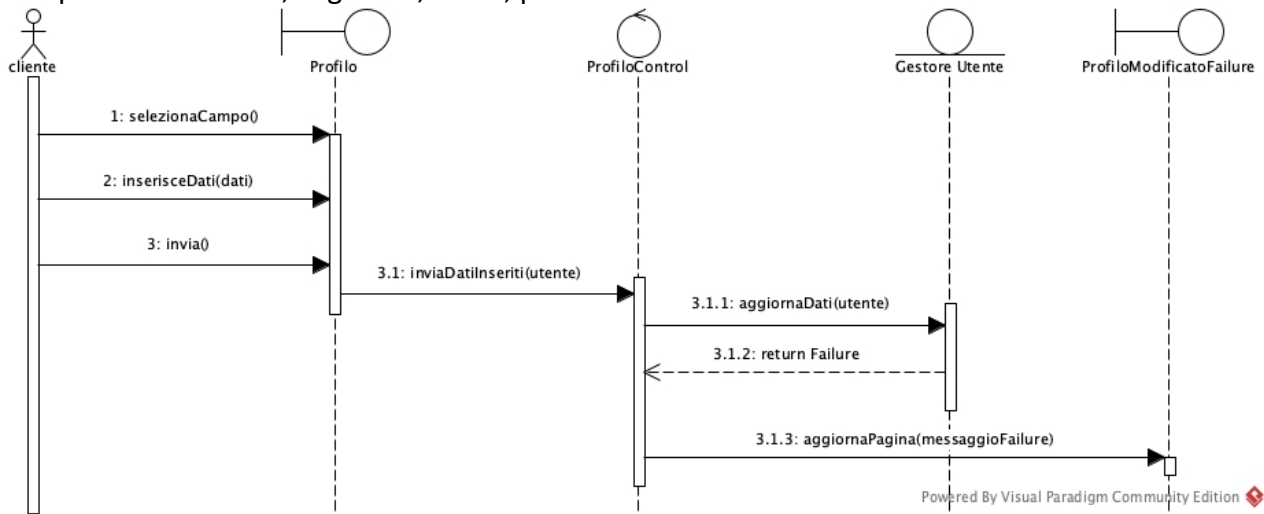 cliente
Profilo
ProfiloControl
Gestore Utente
ProfiloModificatoFailure
1: selezionaCampo()
2: inserisceDati(dati)
3: invia()
3.1: inviaDatiInseriti(utente)
3.1.1: aggiornaDati(utente)
3.1.2: return Failure
3.1.3: aggiornaPagina(messaggioFailure)
Powered By Visual Paradigm Community Edition